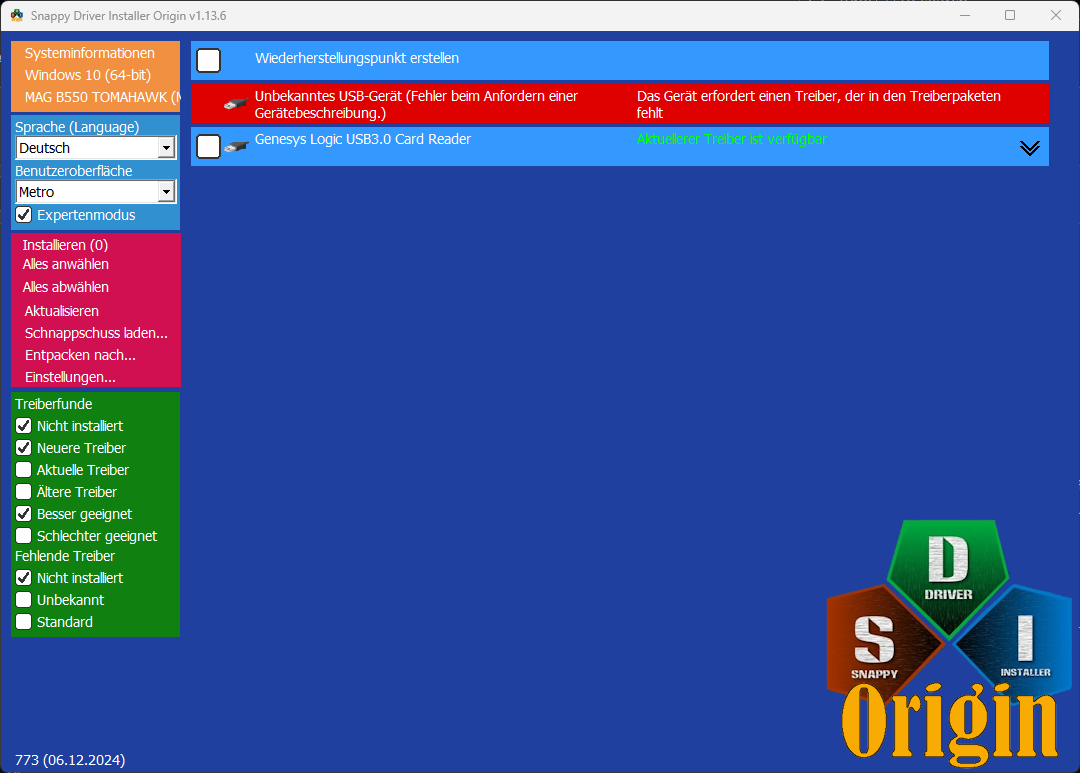 Snappy Driver Installer Origin v1.13.6
Systeminformationen
Windows 10 (64-bit)
MAG B550 TOMAHAWK (M
Sprache (Language)
Deutsch
Benutzeroberfläche
Metro
Expertenmodus
Installieren (0)
Alles anwählen
Alles abwählen
Aktualisieren
Schnappschuss laden...
Entpacken nach...
Einstellungen...
Treiberfunde
Nicht installiert
Neuere Treiber
Aktuelle Treiber
Ältere Treiber
Besser geeignet
Schlechter geeignet
Fehlende Treiber
Nicht installiert
Unbekannt
Standard
773 (06.12.2024)
Wiederherstellungspunkt erstellen
Unbekanntes USB-Gerät (Fehler beim Anfordern einer
Gerätebeschreibung.)
Das Gerät erfordert einen Treiber, der in den Treiberpaketen
fehlt
Genesys Logic USB3.0 Card Reader
Aktuellerer Treiber ist verfügbar
D
DRIVER
S
SNAPPY
I
INSTALLER
Origin